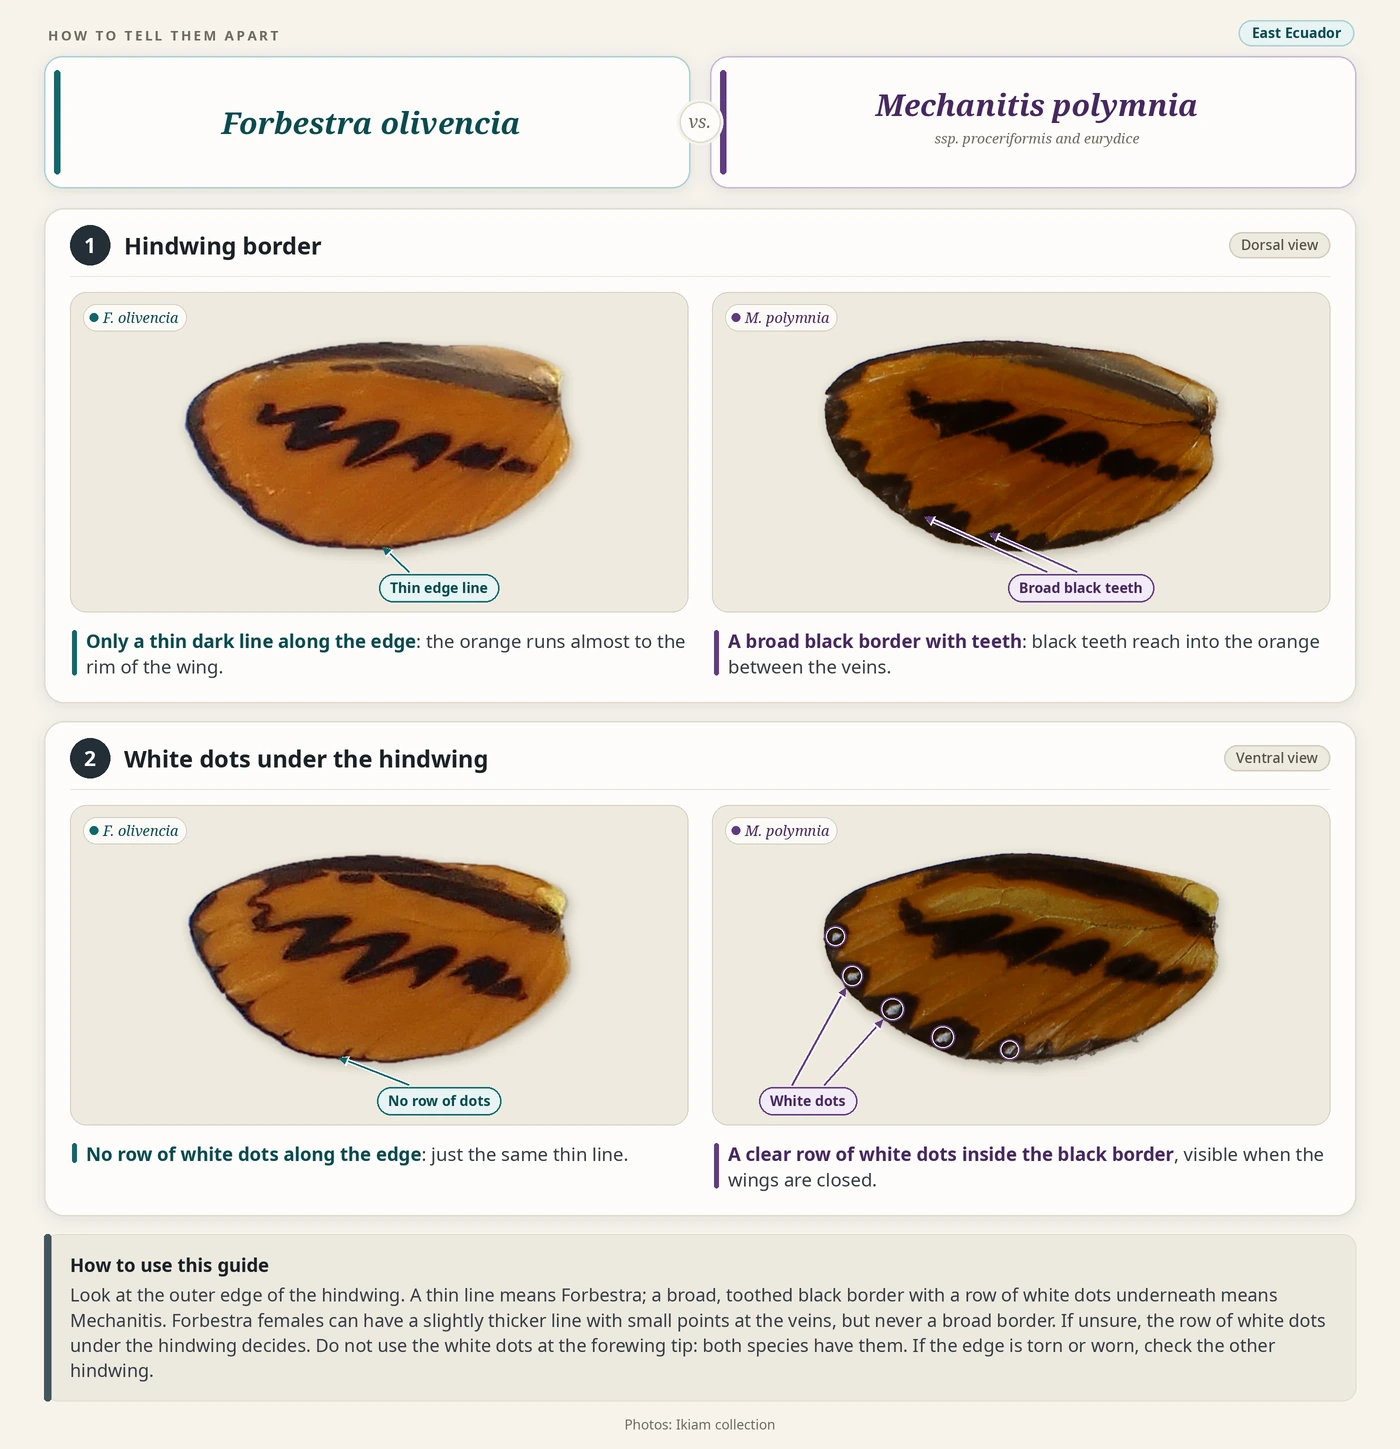 HOW TO TELL THEM APART
East Ecuador
Forbestra olivencia
vs.
Mechanitis polymnia
ssp. proceriformis and eurydice
1
Hindwing border
Dorsal view
F. olivencia
M. polymnia
Thin edge line
Broad black teeth
Only a thin dark line along the edge: the orange runs almost to the
rim of the wing.
A broad black border with teeth: black teeth reach into the orange
between the veins.
2
White dots under the hindwing
Ventral view
F. olivencia
M. polymnia
No row of dots
White dots
No row of white dots along the edge: just the same thin line.
A clear row of white dots inside the black border, visible when the
wings are closed.
How to use this guide
Look at the outer edge of the hindwing. A thin line means Forbestra; a broad, toothed black border with a row of white dots underneath means
Mechanitis. Forbestra females can have a slightly thicker line with small points at the veins, but never a broad border. If unsure, the row of white dots
under the hindwing decides. Do not use the white dots at the forewing tip: both species have them. If the edge is torn or worn, check the other
hindwing.
Photos: Ikiam collection